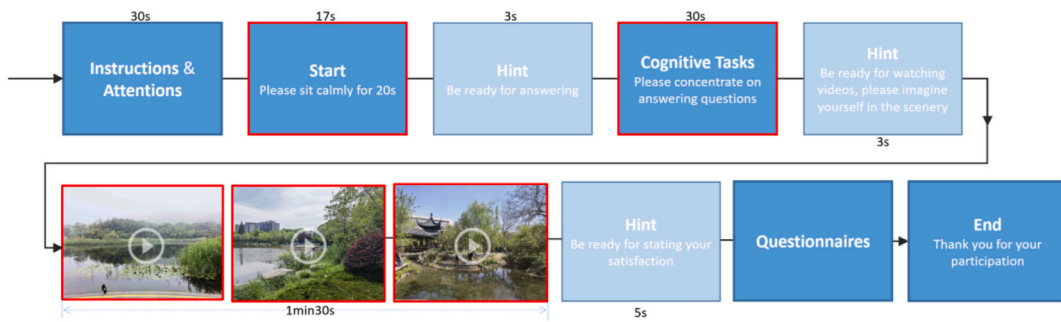 30s
17s
3s
30s
Instructions &
Attentions
Start
Please sit calmly for 20s
Hint
Be ready for answering
Cognitive Tasks
Please concentrate on
answering questions
Hint
Be ready for watching
videos, please imagine
yourself in the scenery
3s
Hint
Be ready for stating your
satisfaction
Questionnaires
End
Thank you for your
participation
1min30s
5s